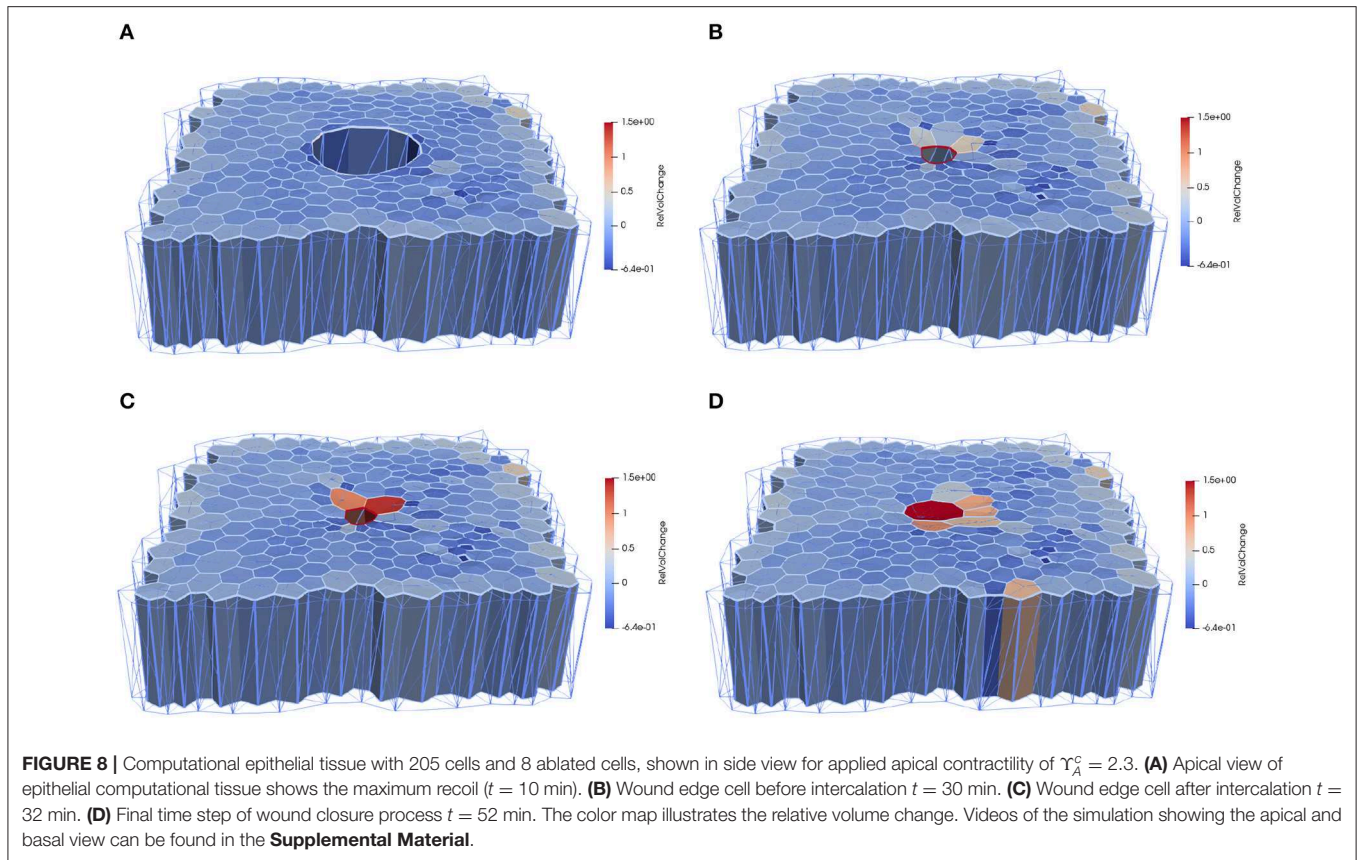 A
B
1.5e+00
1
0.5
0
-6.4e-01
RelVolChange
1.5e+00
1
0.5
0
-6.4e-01
RelVolChange
C
D
1.5e+00
1
0.5
0
-6.4e-01
RelVolChange
1.5e+00
1
0.5
0
-6.4e-01
RelVolChange
FIGURE 8 | Computational epithelial tissue with 205 cells and 8 ablated cells, shown in side view for applied apical contractility of ϒ_A^c = 2.3. (A) Apical view of
epithelial computational tissue shows the maximum recoil (t = 10 min). (B) Wound edge cell before intercalation t = 30 min. (C) Wound edge cell after intercalation t =
32 min. (D) Final time step of wound closure process t = 52 min. The color map illustrates the relative volume change. Videos of the simulation showing the apical and
basal view can be found in the Supplemental Material.